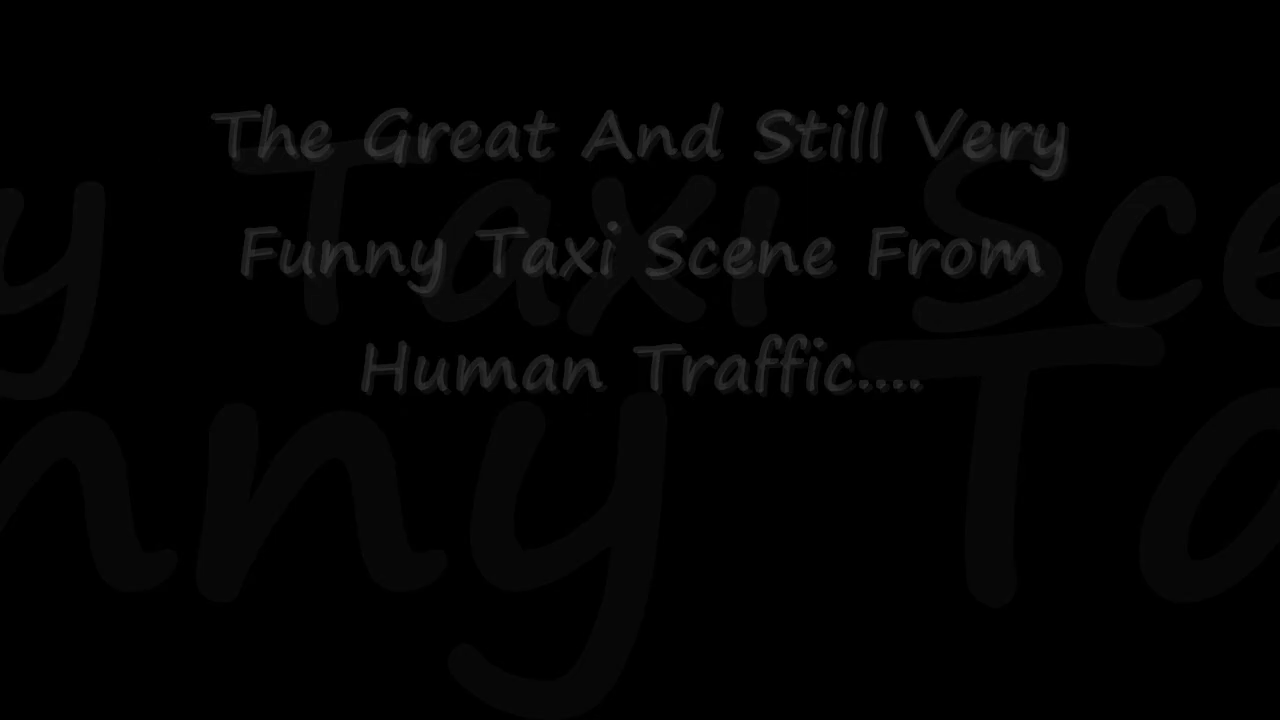 The Great And Still Very
Funny Taxi Scene From
Human Traffic....